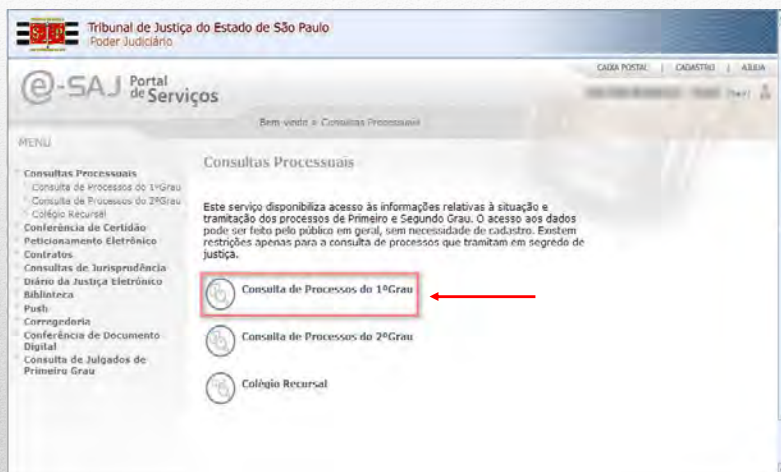 Tribunal de Justiça do Estado de São Paulo
Poder Judiciário
CAIXA POSTAL | CADASTRO | AJUDA
e-SAJ Portal de Serviços
Bem-vindo > Consultas Processuais
MENU
Consultas Processuais
Consulta de Processos do 1ºGrau
Consulta de Processos do 2ºGrau
Colégio Recursal
Conferência de Certidão
Peticionamento Eletrônico
Contratos
Consultas de Jurisprudência
Diário da Justiça Eletrônico
Biblioteca
Push
Corregedoria
Conferência de Documento
Digital
Consulta de Julgados de
Primeiro Grau
Consultas Processuais
Este serviço disponibiliza acesso às informações relativas à situação e
tramitação dos processos de Primeiro e Segundo Grau. O acesso aos dados
pode ser feito pelo público em geral, sem necessidade de cadastro. Existem
restrições apenas para a consulta de processos que tramitam em segredo de
justiça.
Consulta de Processos do 1ºGrau
Consulta de Processos do 2ºGrau
Colégio Recursal